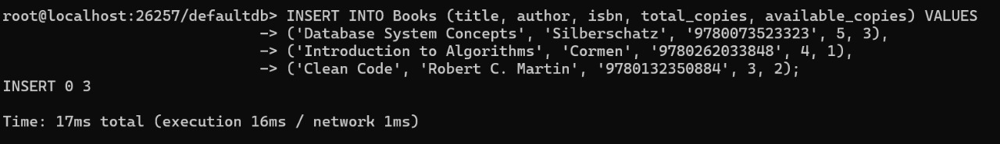 root@localhost:26257/defaultdb> INSERT INTO Books (title, author, isbn, total_copies, available_copies) VALUES
-> ('Database System Concepts', 'Silberschatz', '9780073523323', 5, 3),
-> ('Introduction to Algorithms', 'Cormen', '9780262033848', 4, 1),
-> ('Clean Code', 'Robert C. Martin', '9780132350884', 3, 2);
INSERT 0 3
Time: 17ms total (execution 16ms / network 1ms)